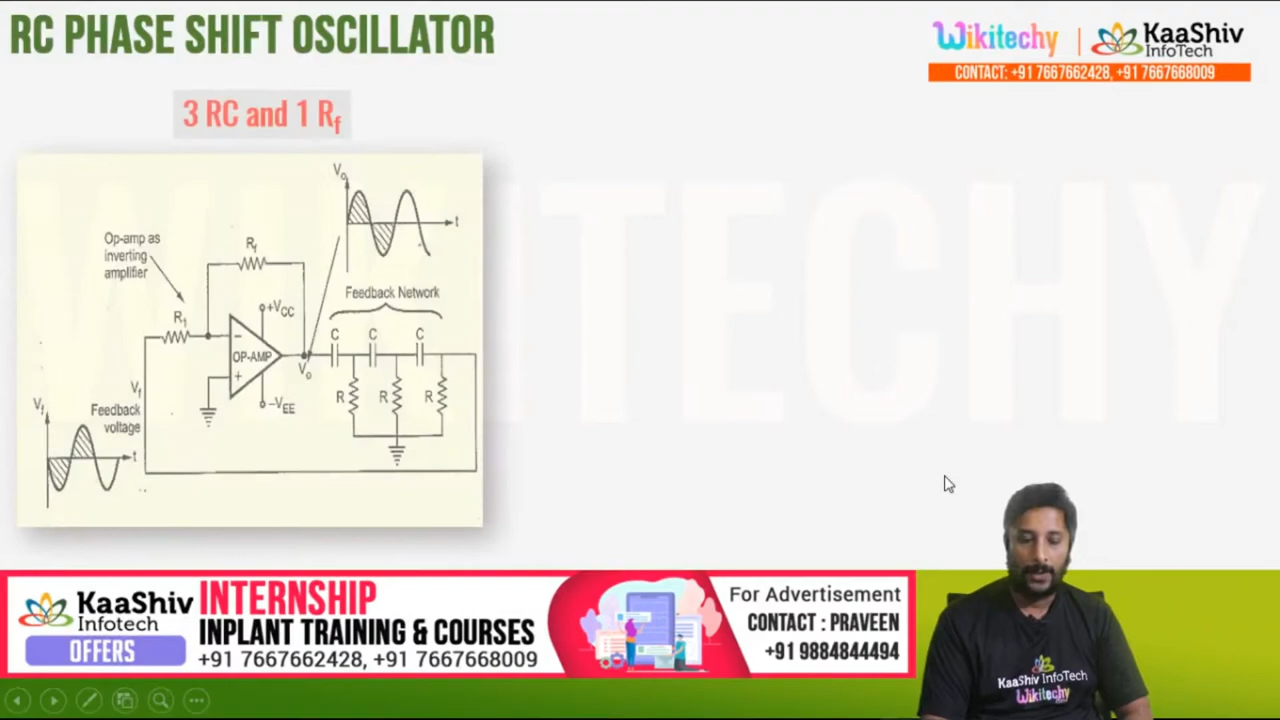 RC PHASE SHIFT OSCILLATOR
Wikitechy | KaaShiv
InfoTech
CONTACT: +91 7667662428, +91 7667668009
3 RC and 1 Rf
WIKITECHY
Vo
t
Op-amp as
inverting
amplifier
Rf
Feedback Network
+VCC
R1
C C C
−
OP-AMP
+
Vo
R R R
−VEE
Vf
Feedback
voltage
Vf
t
KaaShiv
Infotech
OFFERS
INTERNSHIP
INPLANT TRAINING & COURSES
+91 7667662428, +91 7667668009
For Advertisement
CONTACT : PRAVEEN
+91 9884844494
KaaShiv InfoTech
Wikitechy